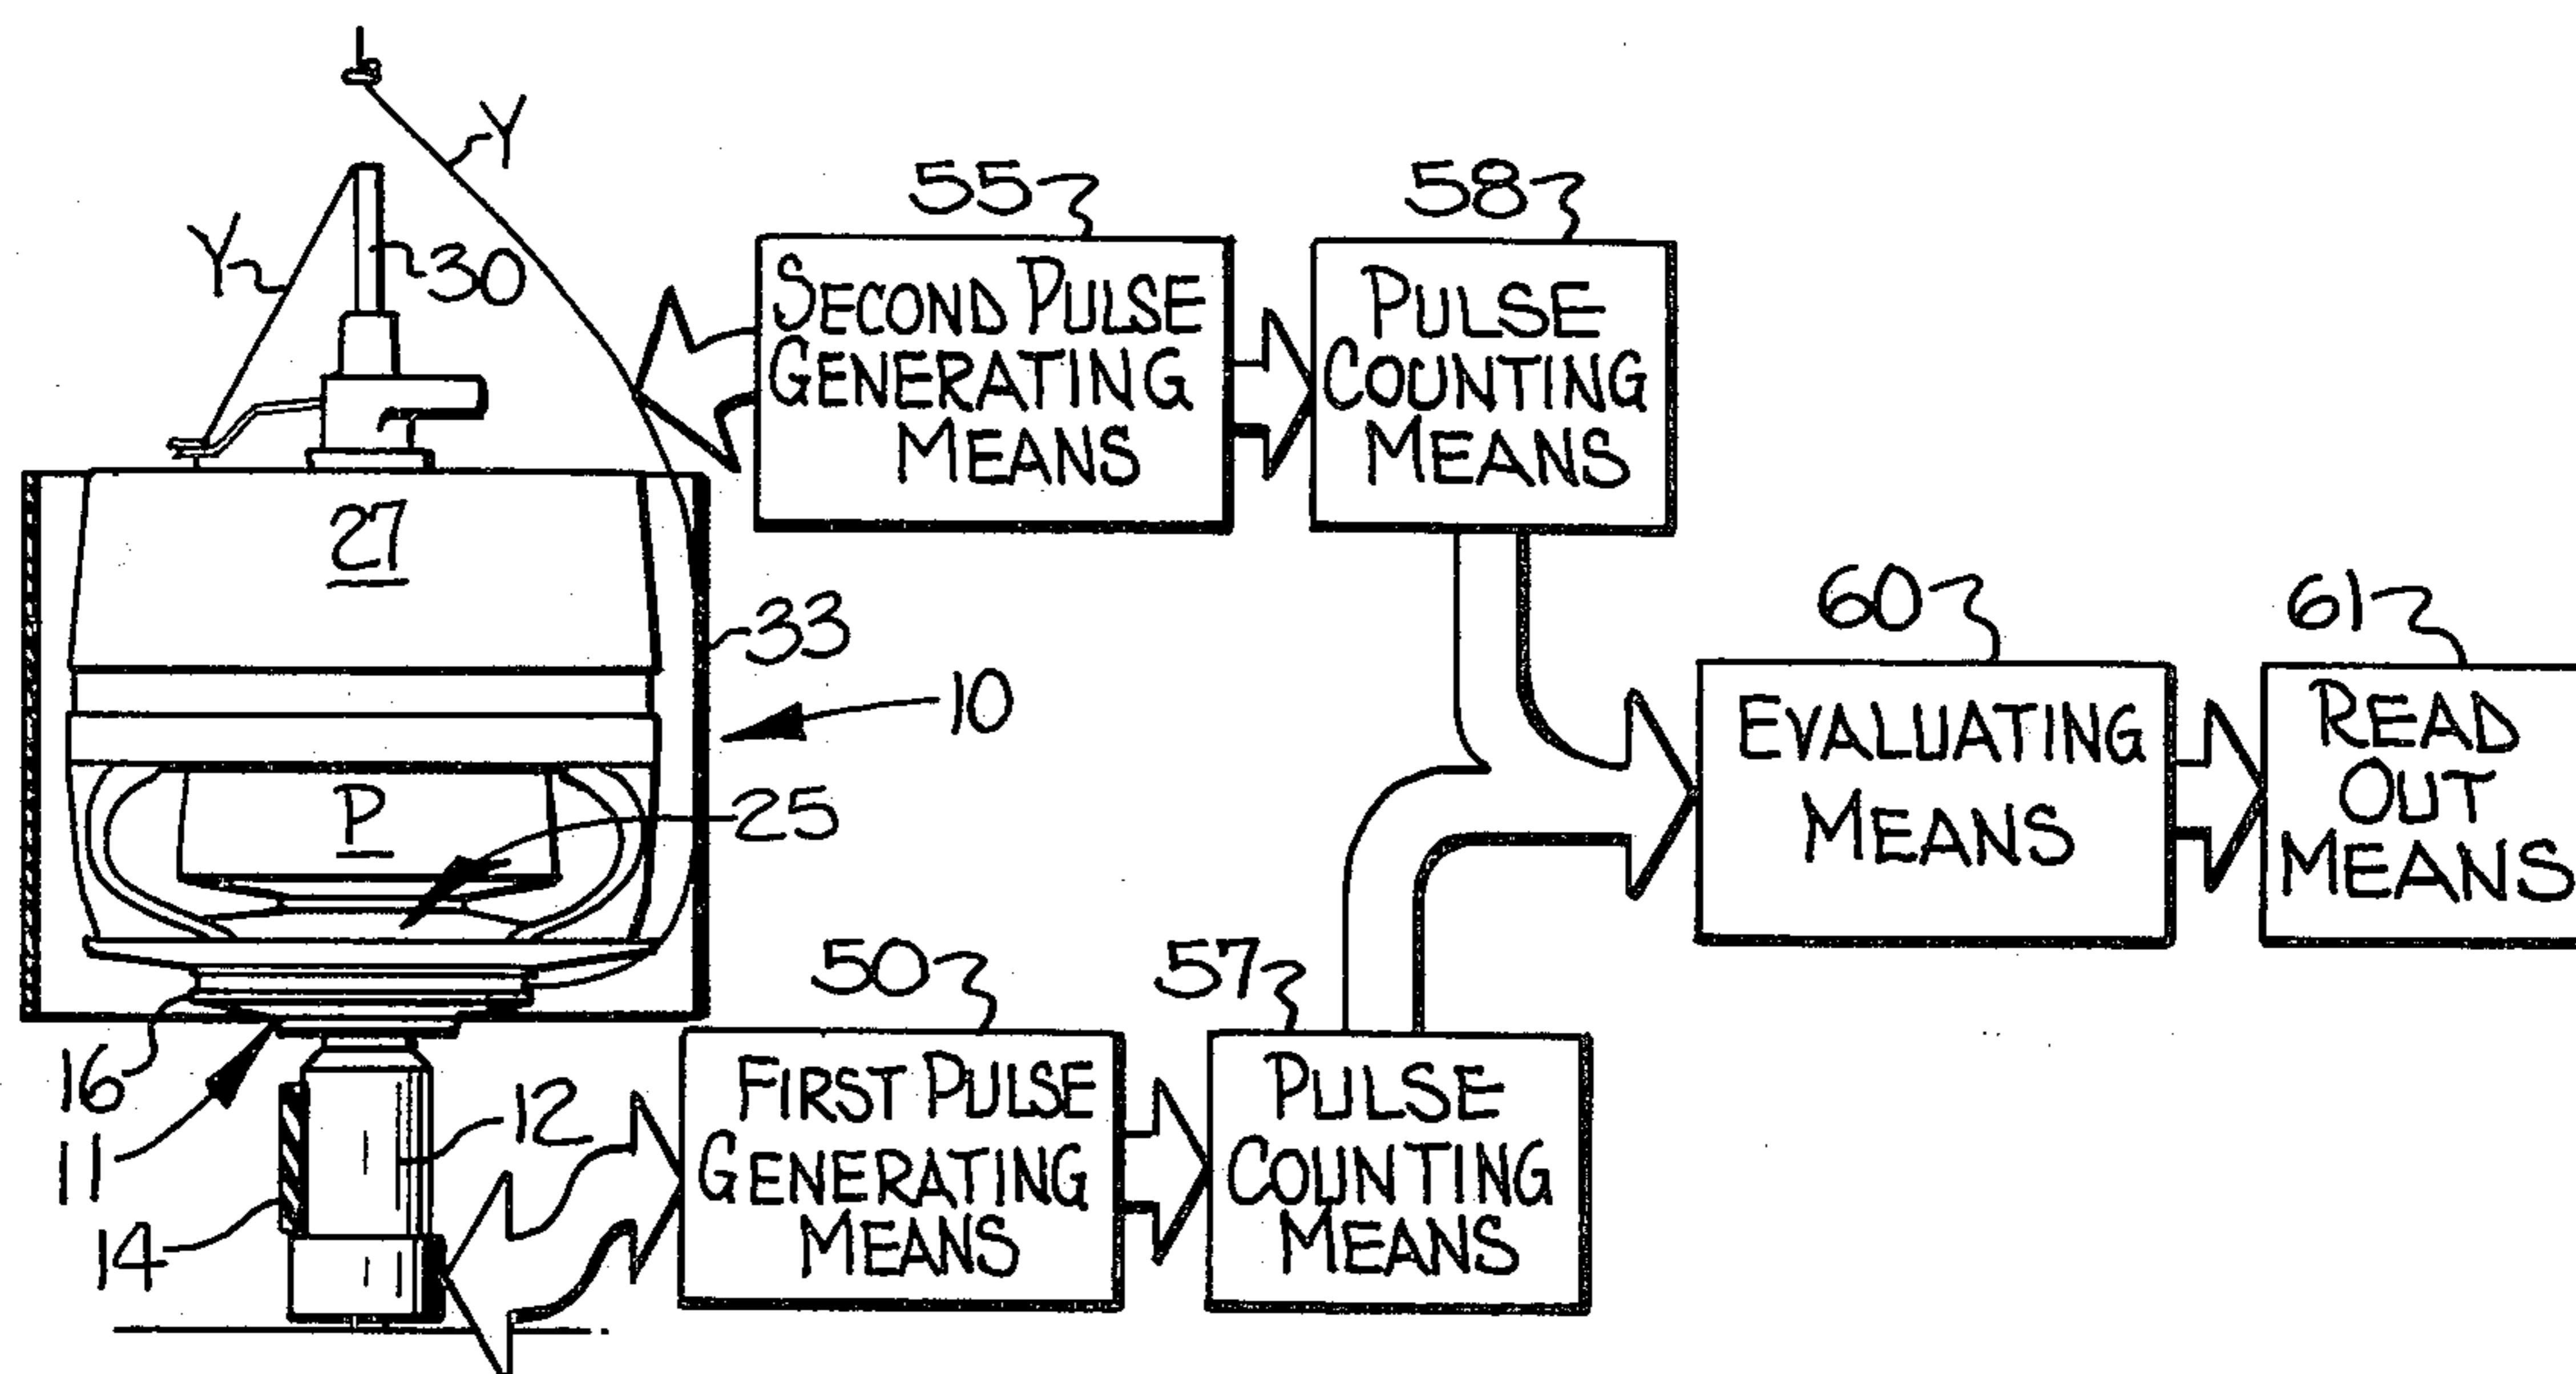 Y
Y
30
55
SECOND PULSE
GENERATING
MEANS
58
PULSE
COUNTING
MEANS
27
33
10
P
25
60
EVALUATING
MEANS
61
READ
OUT
MEANS
16
11
14
12
50
FIRST PULSE
GENERATING
MEANS
57
PULSE
COUNTING
MEANS